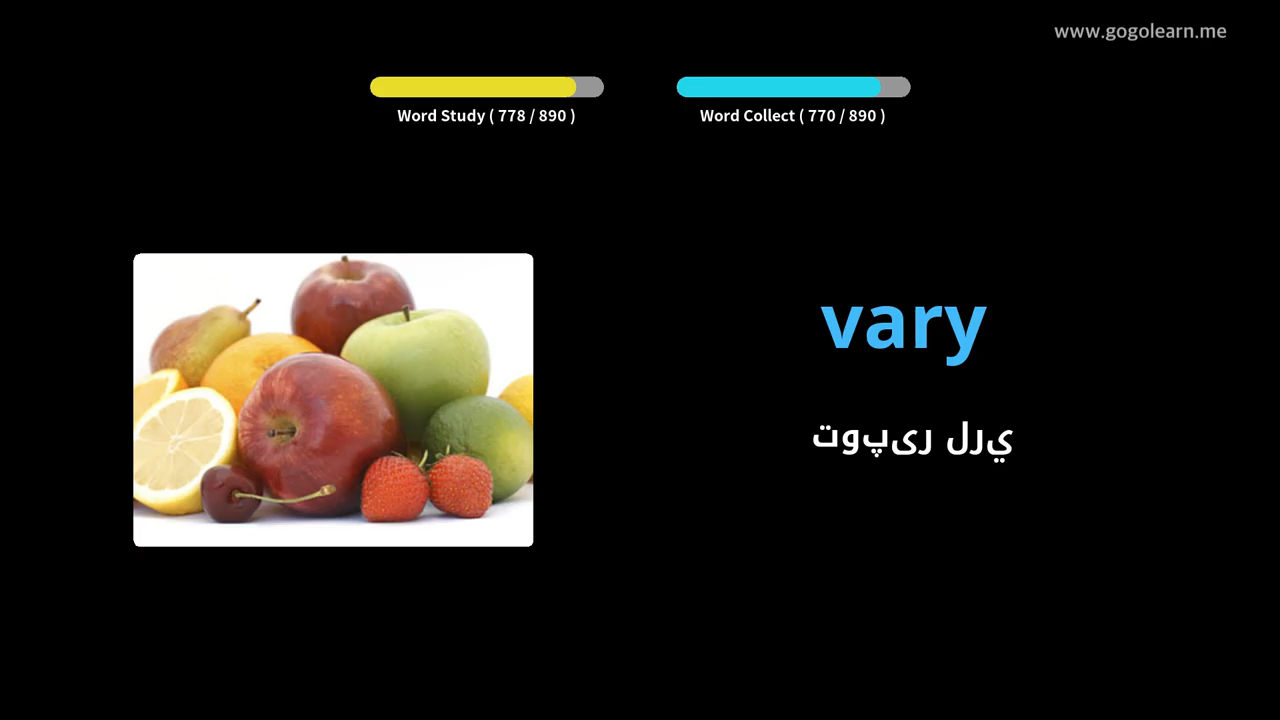 www.gogolearn.me
Word Study ( 778 / 890 )
Word Collect ( 770 / 890 )
vary
يرل ریپوت